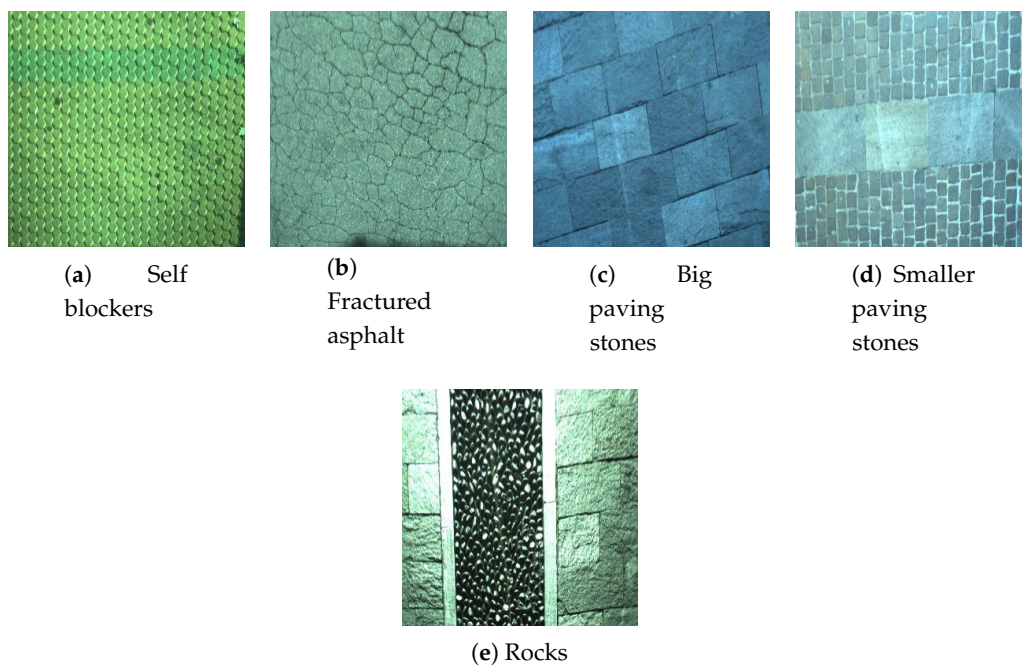 (a) Self
blockers
(b)
Fractured
asphalt
(c) Big
paving
stones
(d) Smaller
paving
stones
(e) Rocks